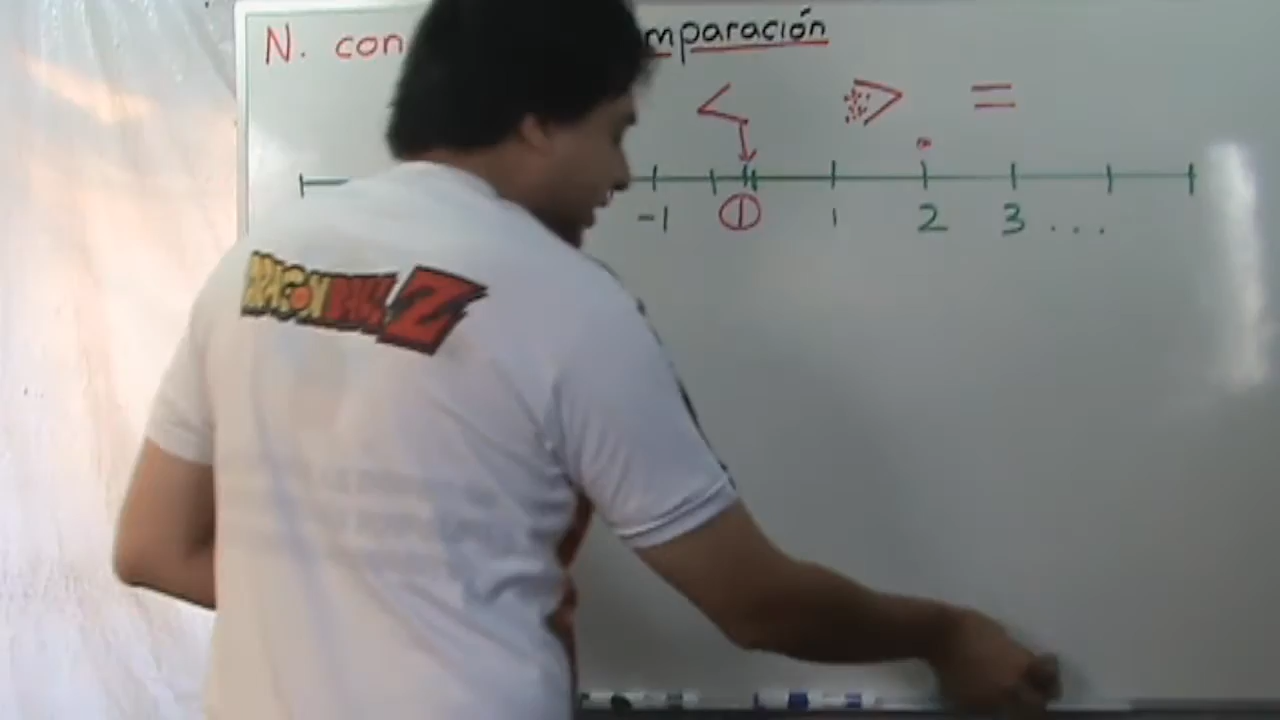 N. con mparación
< > =
-1 0 1 2 3 ...
DRAGON BALL Z